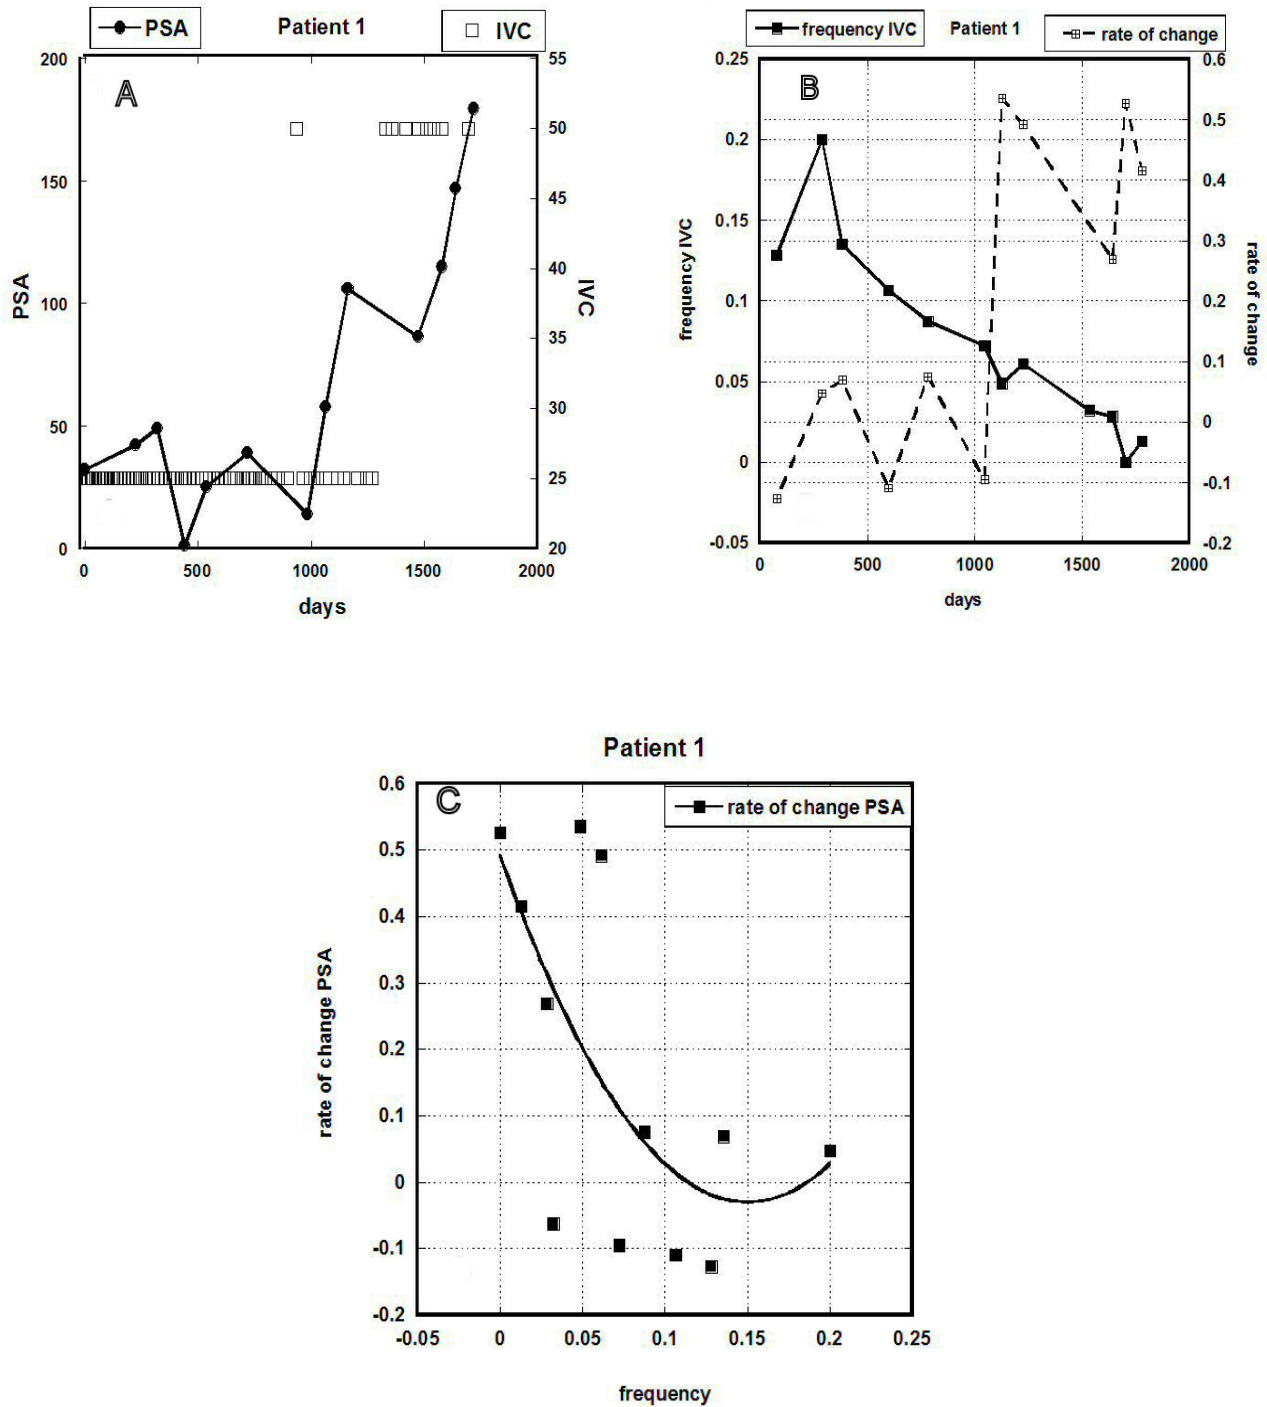 PSA Patient 1 IVC
A
200
150
100
50
0
55
50
45
40
35
30
25
20
PSA
IVC
0 500 1000 1500 2000
days
frequency IVC Patient 1 rate of change
B
0.25
0.2
0.15
0.1
0.05
0
-0.05
0.6
0.5
0.4
0.3
0.2
0.1
0
-0.1
-0.2
frequency IVC
rate of change
0 500 1000 1500 2000
days
Patient 1
C
rate of change PSA
0.6
0.5
0.4
0.3
0.2
0.1
0
-0.1
-0.2
rate of change PSA
-0.05 0 0.05 0.1 0.15 0.2 0.25
frequency